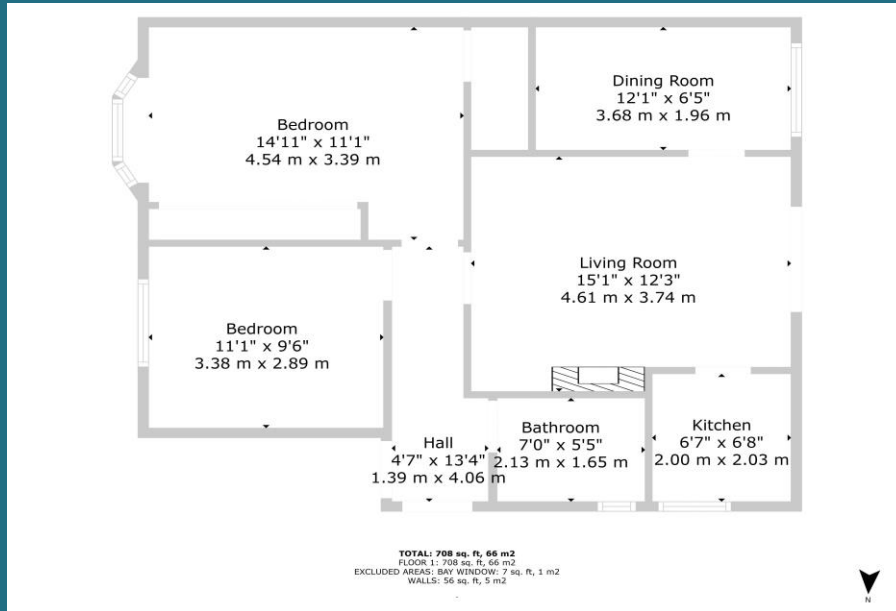 Dining Room
12'1" x 6'5"
3.68 m x 1.96 m
Bedroom
14'11" x 11'1"
4.54 m x 3.39 m
Living Room
15'1" x 12'3"
4.61 m x 3.74 m
Bedroom
11'1" x 9'6"
3.38 m x 2.89 m
Hall
4'7" x 13'4"
1.39 m x 4.06 m
Bathroom
7'0" x 5'5"
2.13 m x 1.65 m
Kitchen
6'7" x 6'8"
2.00 m x 2.03 m
TOTAL: 708 sq. ft, 66 m2
FLOOR 1: 708 sq. ft, 66 m2
EXCLUDED AREAS: BAY WINDOW: 7 sq. ft, 1 m2
WALLS: 56 sq. ft, 5 m2
N